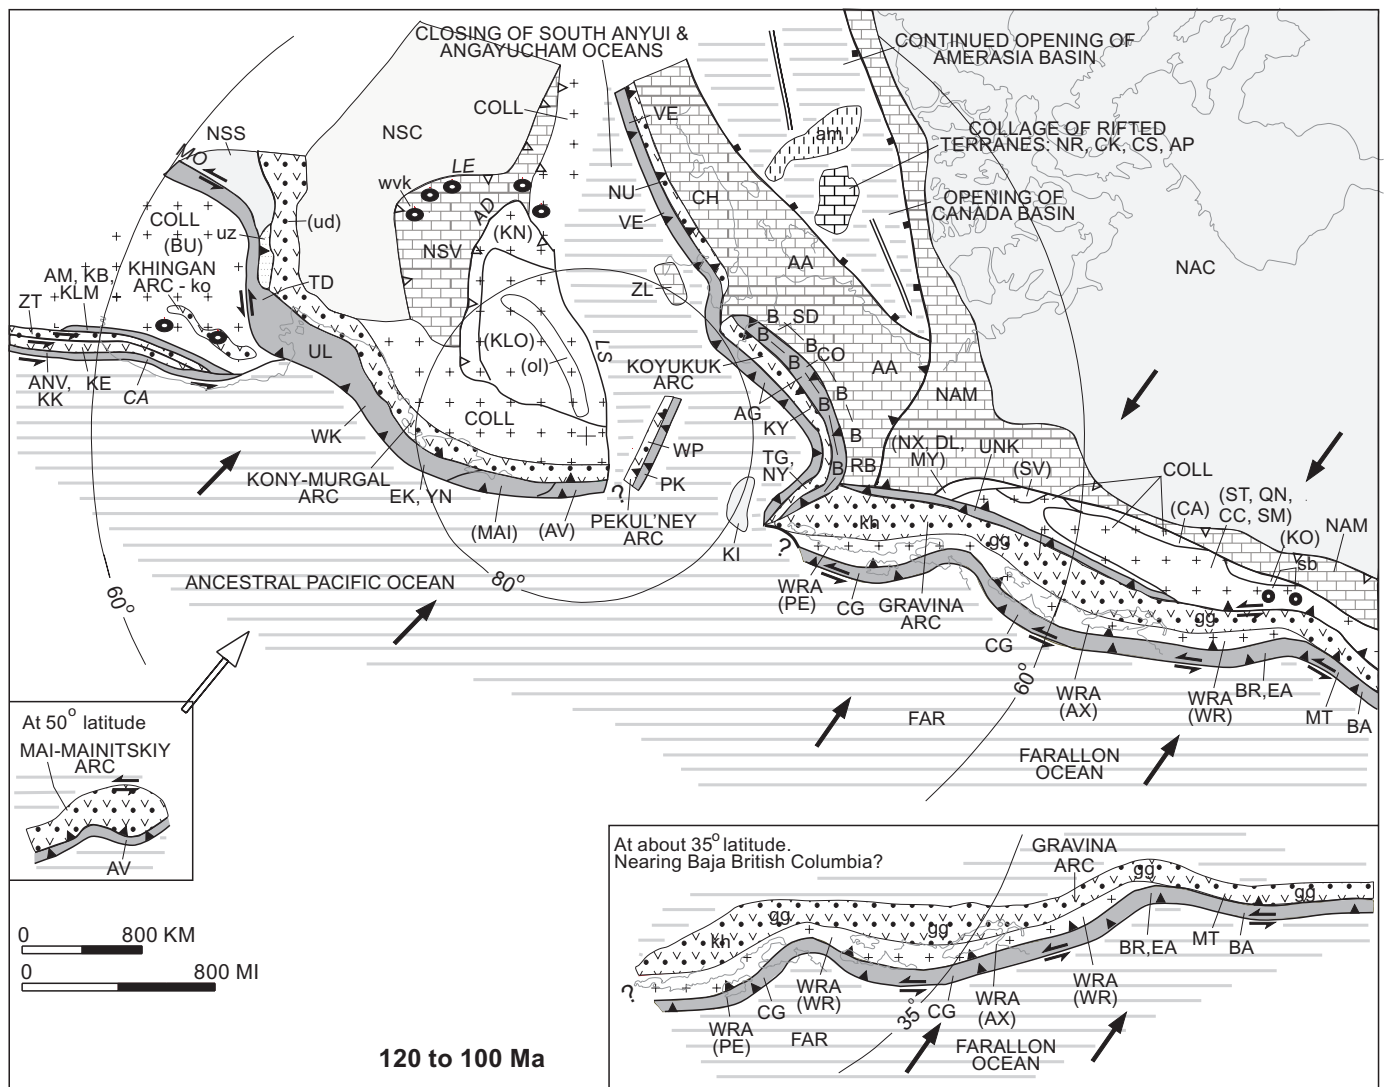 CLOSING OF SOUTH ANYUI &
ANGAYUCHAM OCEANS
CONTINUED OPENING OF
AMERASIA BASIN
COLL
NSC
NSS
MO
VE
am
COLLAGE OF RIFTED
TERRANES: NR, CK, CS, AP
LE
wvk
NU
CH
OPENING OF
CANADA BASIN
COLL
(BU)
uz
(ud)
AD
(KN)
VE
NSV
AA
NAC
AM, KB,
KLM
KHINGAN
ARC - ko
TD
ZL
ZT
B
SD
B
B
B
CO
UL
(KLO)
LS
(ol)
KOYUKUK
ARC
AA
ANV,
KK
KE
CA
B
B
NAM
AG
KY
COLL
WK
B
(NX, DL,
MY)
UNK
WP
TG,
NY
B
RB
(SV)
COLL
KONY-MURGAL
ARC
EK, YN
PK
?
(ST, QN,
CC, SM)
(CA)
(KO)
NAM
(MAI)
(AV)
PEKUL'NEY
ARC
KI
kh
gg
?
sb
60°
ANCESTRAL PACIFIC OCEAN
80°
WRA
(PE)
CG
GRAVINA
ARC
gg
CG
60°
WRA
(AX)
WRA
(WR)
BR,EA
MT
BA
FAR
FARALLON
OCEAN
At 50° latitude
MAI-MAINITSKIY
ARC
AV
At about 35° latitude.
Nearing Baja British Columbia?
GRAVINA
ARC
gg
gg
gg
gg
kh
?
WRA
(PE)
CG
WRA
(WR)
35°
CG
WRA
(AX)
WRA
(WR)
BR,EA
MT
BA
FAR
FARALLON
OCEAN
0 800 KM
0 800 MI
120 to 100 Ma